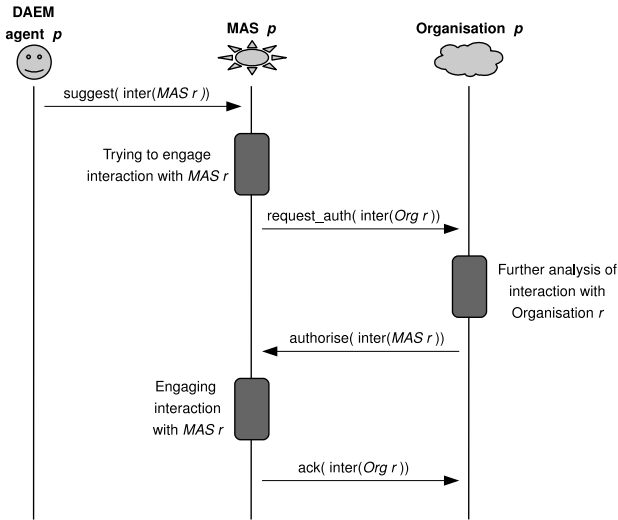 DAEM
agent p
MAS p
Organisation p
suggest( inter(MAS r ))
Trying to engage
interaction with MAS r
request_auth( inter(Org r ))
Further analysis of
interaction with
Organisation r
authorise( inter(MAS r ))
Engaging
interaction
with MAS r
ack( inter(Org r ))